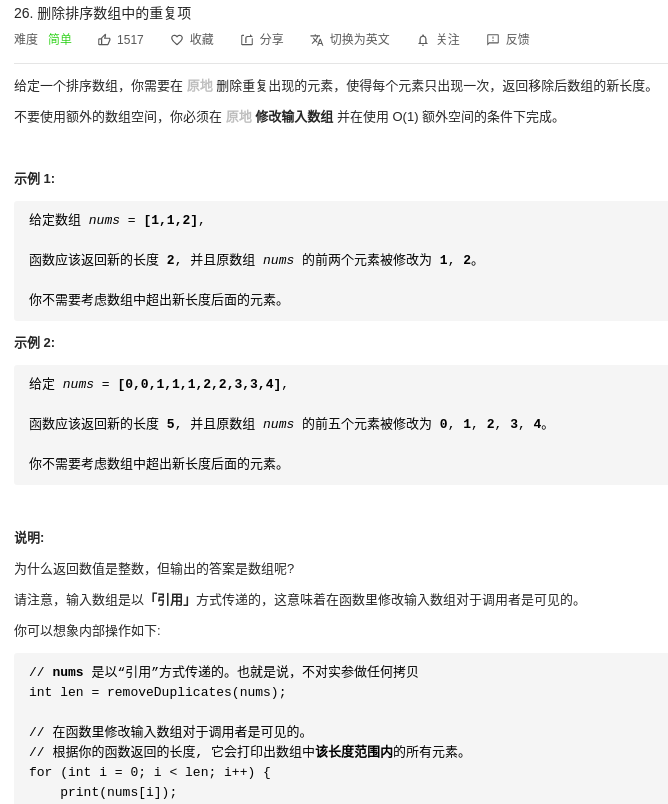 26. 删除排序数组中的重复项
难度 简单 1517 收藏 分享 切换为英文 关注 反馈
给定一个排序数组，你需要在 原地 删除重复出现的元素，使得每个元素只出现一次，返回移除后数组的新长度。
不要使用额外的数组空间，你必须在 原地 修改输入数组 并在使用 O(1) 额外空间的条件下完成。
示例 1:
给定数组 nums = [1,1,2],
函数应该返回新的长度 2, 并且原数组 nums 的前两个元素被修改为 1, 2。
你不需要考虑数组中超出新长度后面的元素。
示例 2:
给定 nums = [0,0,1,1,1,2,2,3,3,4],
函数应该返回新的长度 5, 并且原数组 nums 的前五个元素被修改为 0, 1, 2, 3, 4。
你不需要考虑数组中超出新长度后面的元素。
说明:
为什么返回数值是整数，但输出的答案是数组呢?
请注意，输入数组是以「引用」方式传递的，这意味着在函数里修改输入数组对于调用者是可见的。
你可以想象内部操作如下:
// nums 是以“引用”方式传递的。也就是说，不对实参做任何拷贝
int len = removeDuplicates(nums);
// 在函数里修改输入数组对于调用者是可见的。
// 根据你的函数返回的长度, 它会打印出数组中该长度范围内的所有元素。
for (int i = 0; i < len; i++) {
print(nums[i]);